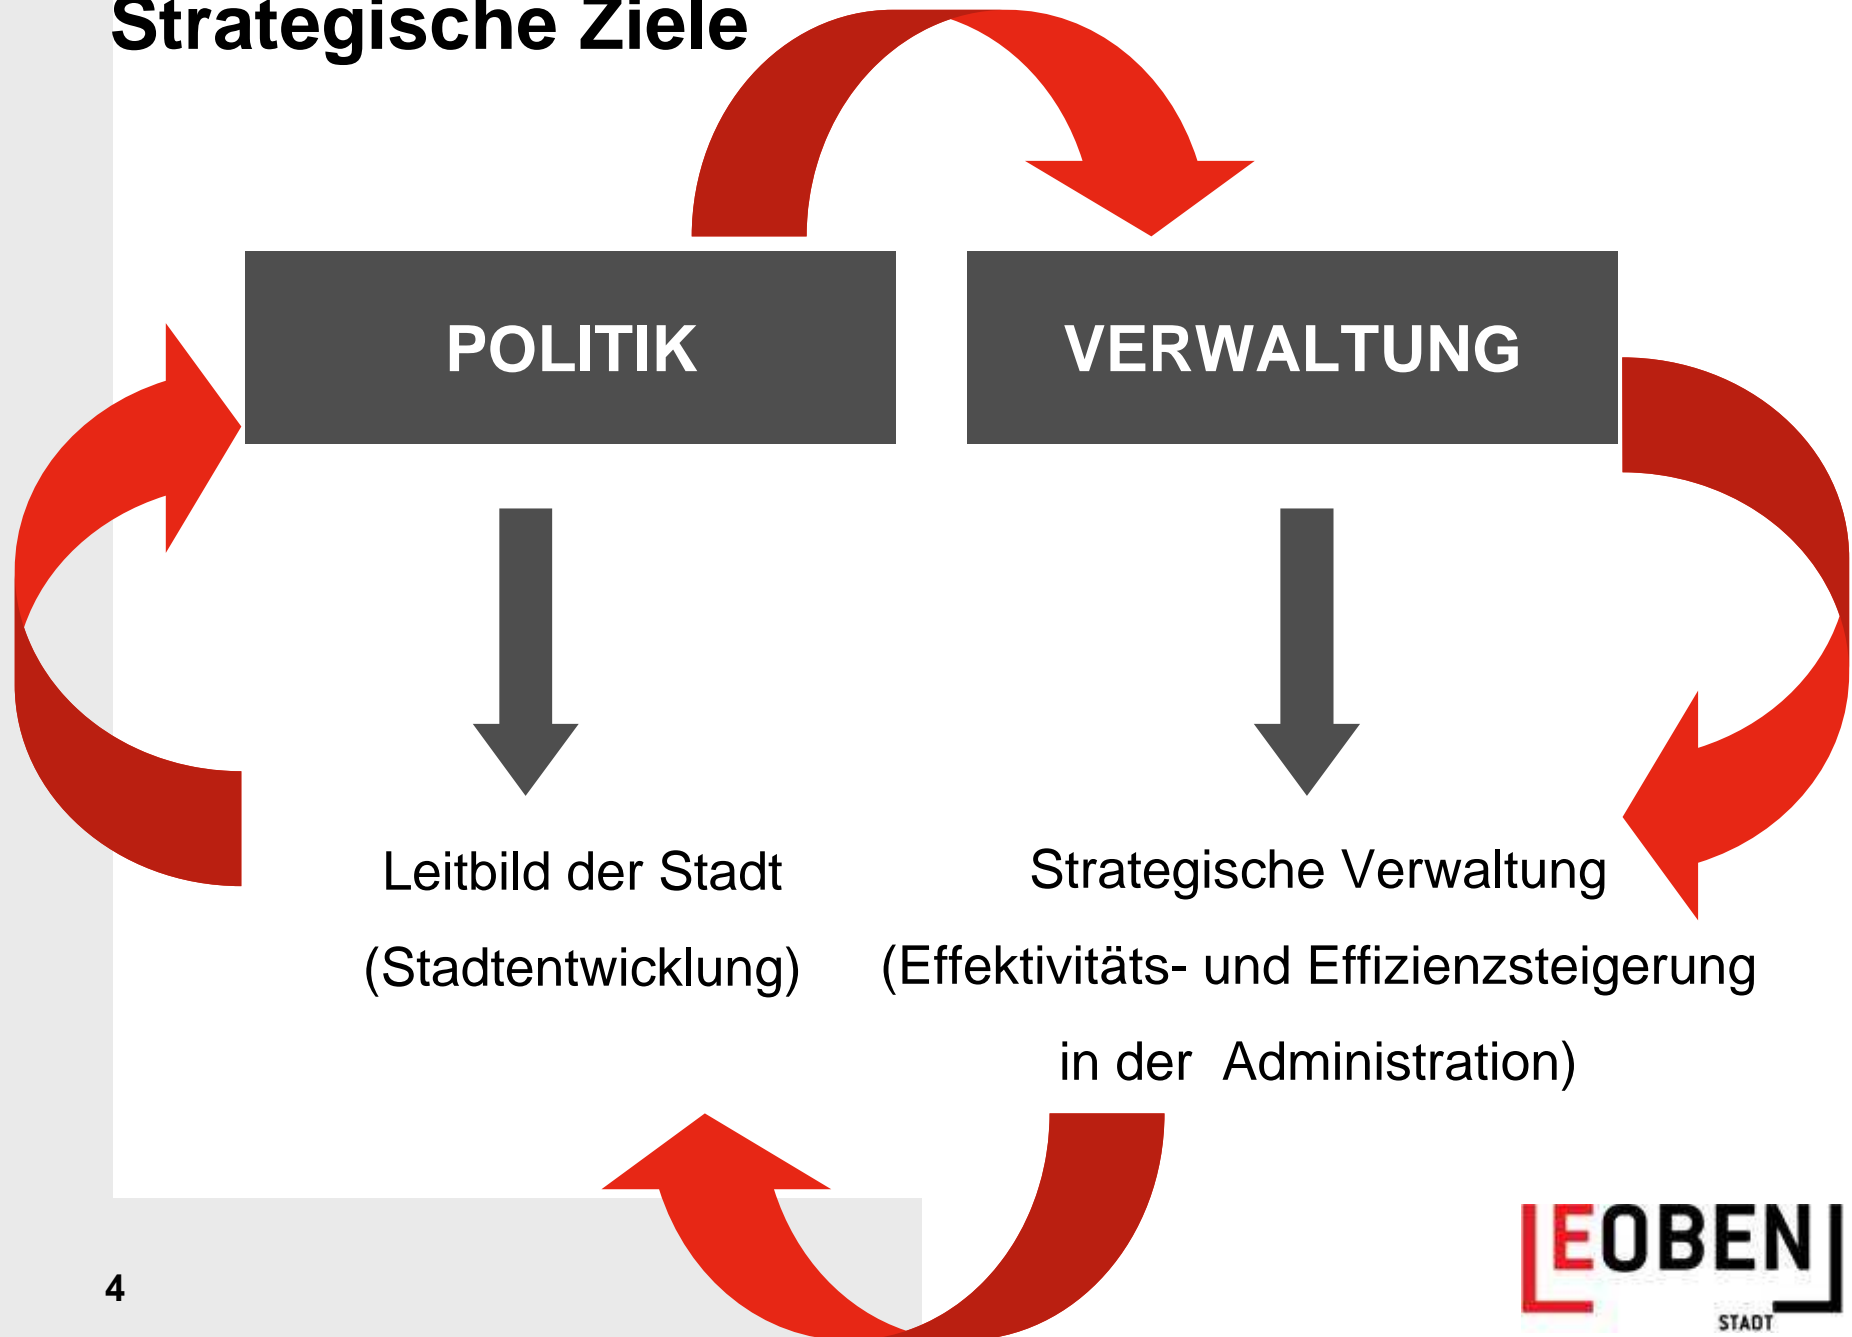 Strategische Ziele
POLITIK
VERWALTUNG
Leitbild der Stadt
(Stadtentwicklung)
Strategische Verwaltung
(Effektivitäts- und Effizienzsteigerung
in der  Administration)
4
LEOBEN
STADT